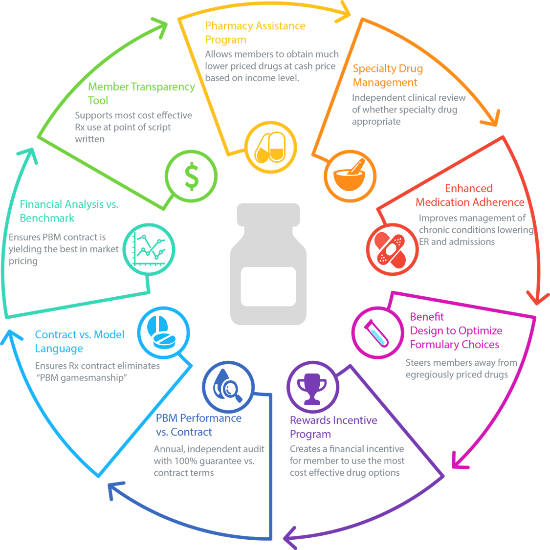 Pharmacy Assistance
Program
Allows members to obtain much
lower priced drugs at cash price
based on income level.
Specialty Drug
Management
Independent clinical review
of whether specialty drug
appropriate
Enhanced
Medication Adherence
Improves management of
chronic conditions lowering
ER and admissions
Benefit
Design to Optimize
Formulary Choices
Steers members away from
egregiously priced drugs
Rewards Incentive
Program
Creates a financial incentive
for member to use the most
cost effective drug options
PBM Performance
vs. Contract
Annual, independent audit
with 100% guarantee vs.
contract terms
Contract vs. Model
Language
Ensures Rx contract eliminates
“PBM gamesmanship”
Financial Analysis vs.
Benchmark
Ensures PBM contract is
yielding the best in market
pricing
Member Transparency
Tool
Supports most cost effective
Rx use at point of script
written
$